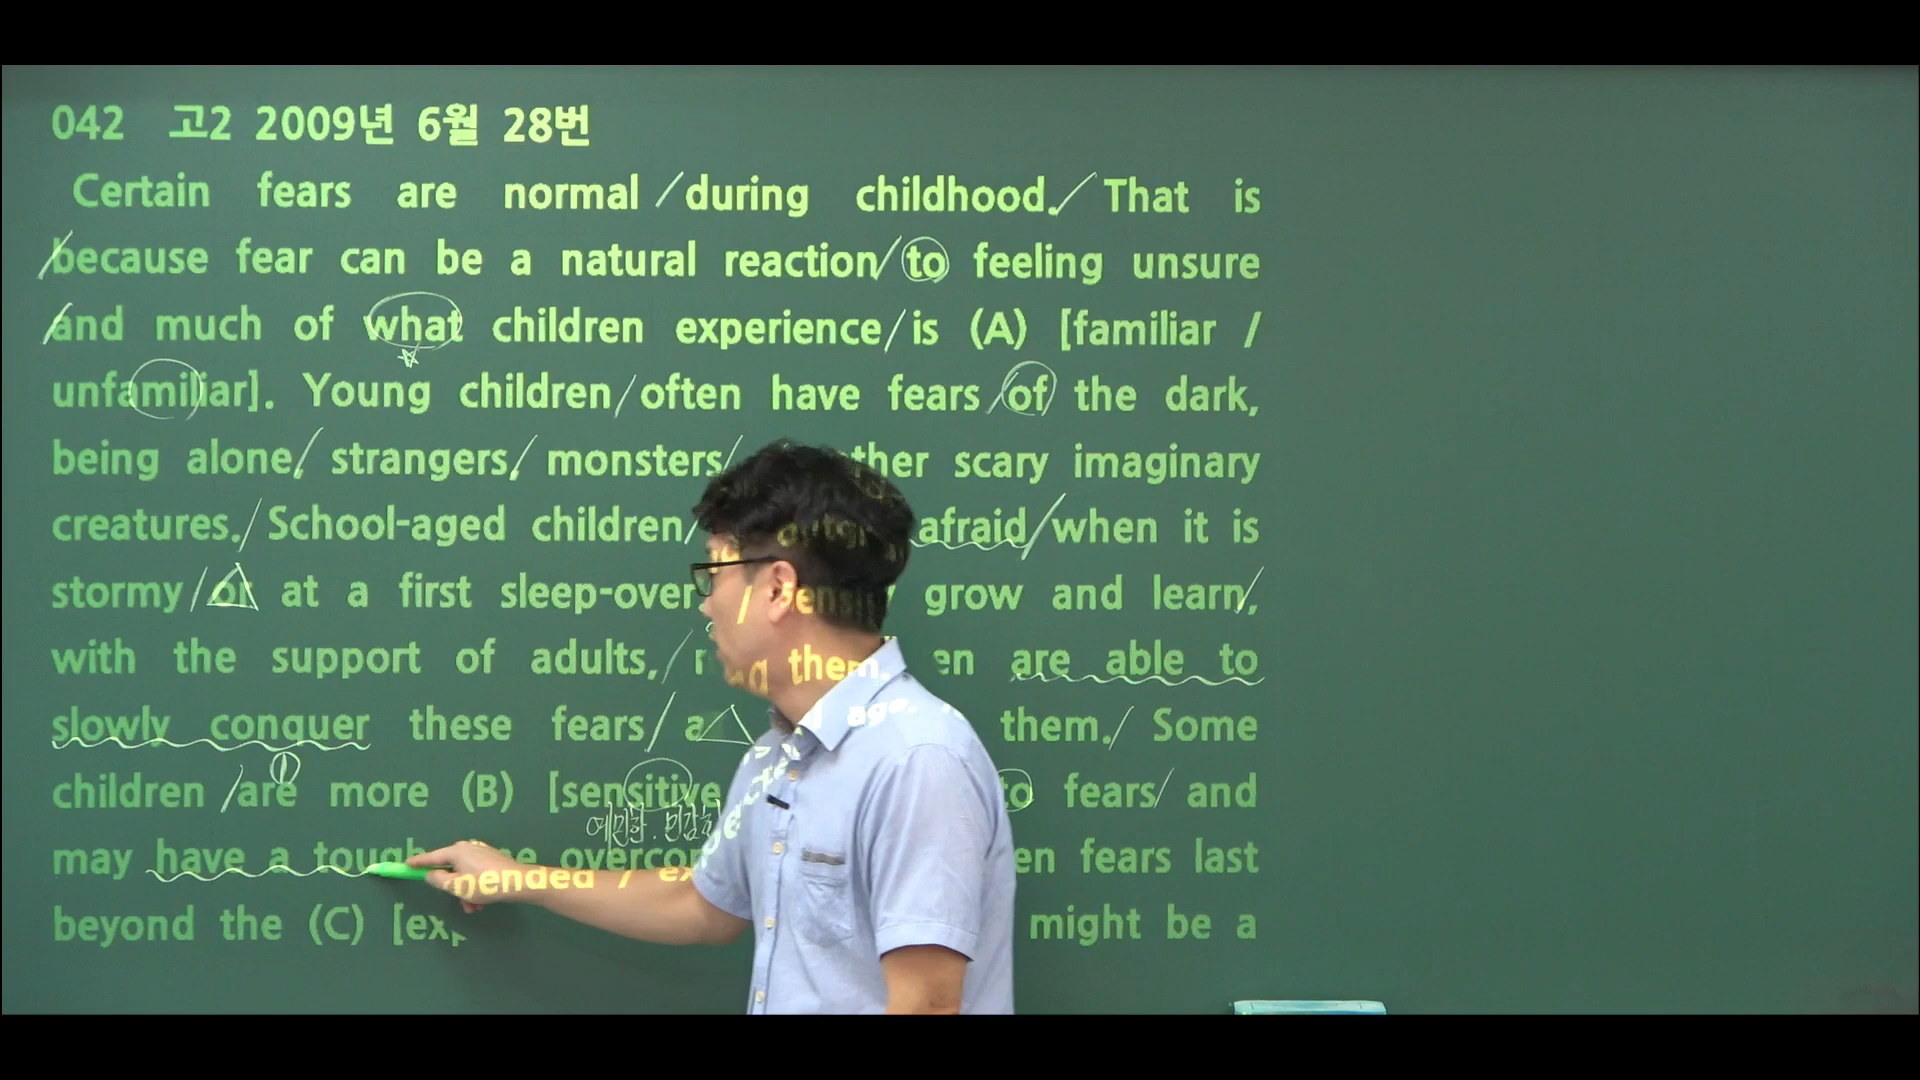 042 고2 2009년 6월 28번
Certain fears are normal / during childhood. / That is
/ because fear can be a natural reaction / to feeling unsure
/ and much of what children experience / is (A) [familiar /
unfamiliar]. Young children / often have fears / of the dark,
being alone, / strangers, / monsters / ther scary imaginary
creatures. / School-aged children / afraid / when it is
stormy / or at a first sleep-over grow and learn, /
with the support of adults, / them. en are able to
slowly conquer these fears / them. / Some
children / are more (B) [sensitive to fears / and
예민한. 민감한
may have a tough overcom en fears last
beyond the (C) [exp might be a